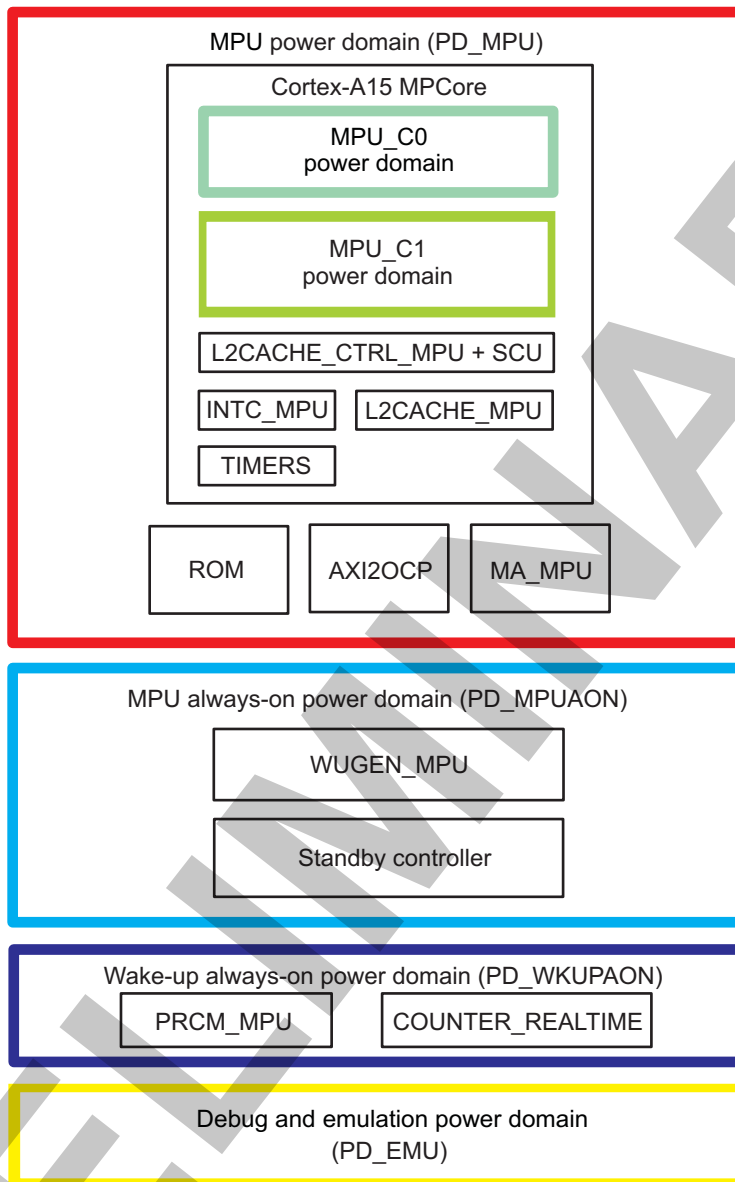 MPU power domain (PD_MPU)
Cortex-A15 MPCore
MPU_C0
power domain
MPU_C1
power domain
L2CACHE_CTRL_MPU + SCU
INTC_MPU
L2CACHE_MPU
TIMERS
ROM
AXI2OCP
MA_MPU
MPU always-on power domain (PD_MPUAON)
WUGEN_MPU
Standby controller
Wake-up always-on power domain (PD_WKUPAON)
PRCM_MPU
COUNTER_REALTIME
Debug and emulation power domain
(PD_EMU)
ELIMINA